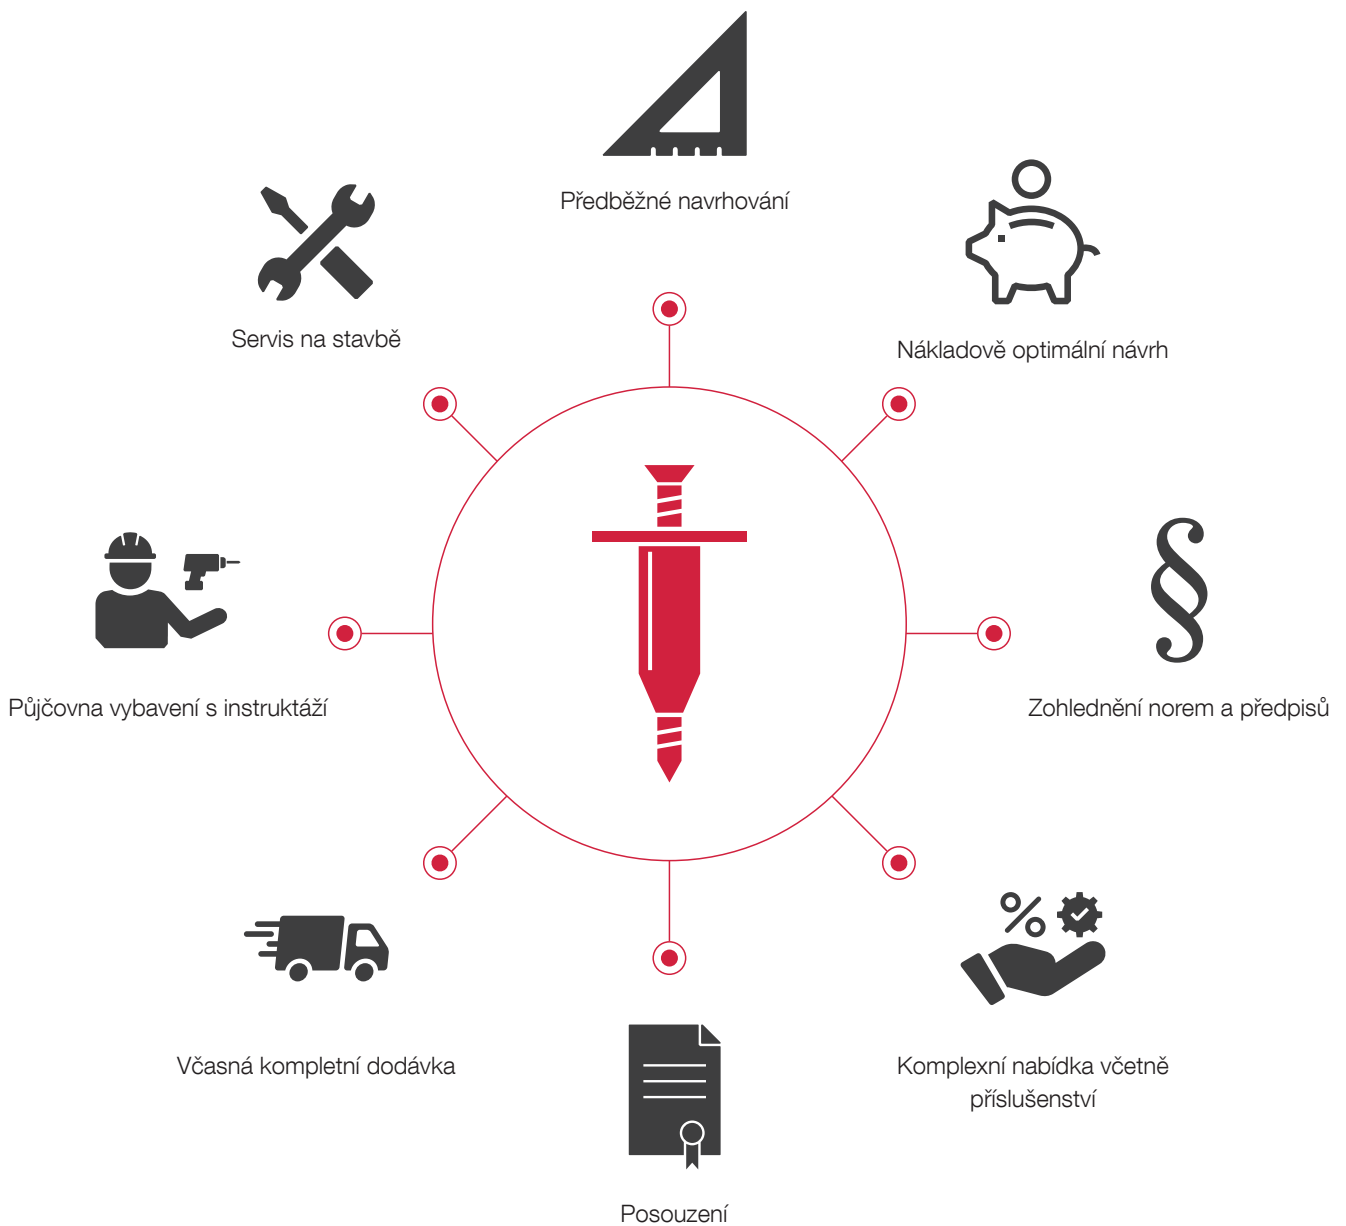 Předběžné navrhování
Servis na stavbě
Nákladově optimální návrh
Půjčovna vybavení s instruktáží
Zohlednění norem a předpisů
Včasná kompletní dodávka
Komplexní nabídka včetně
příslušenství
Posouzení